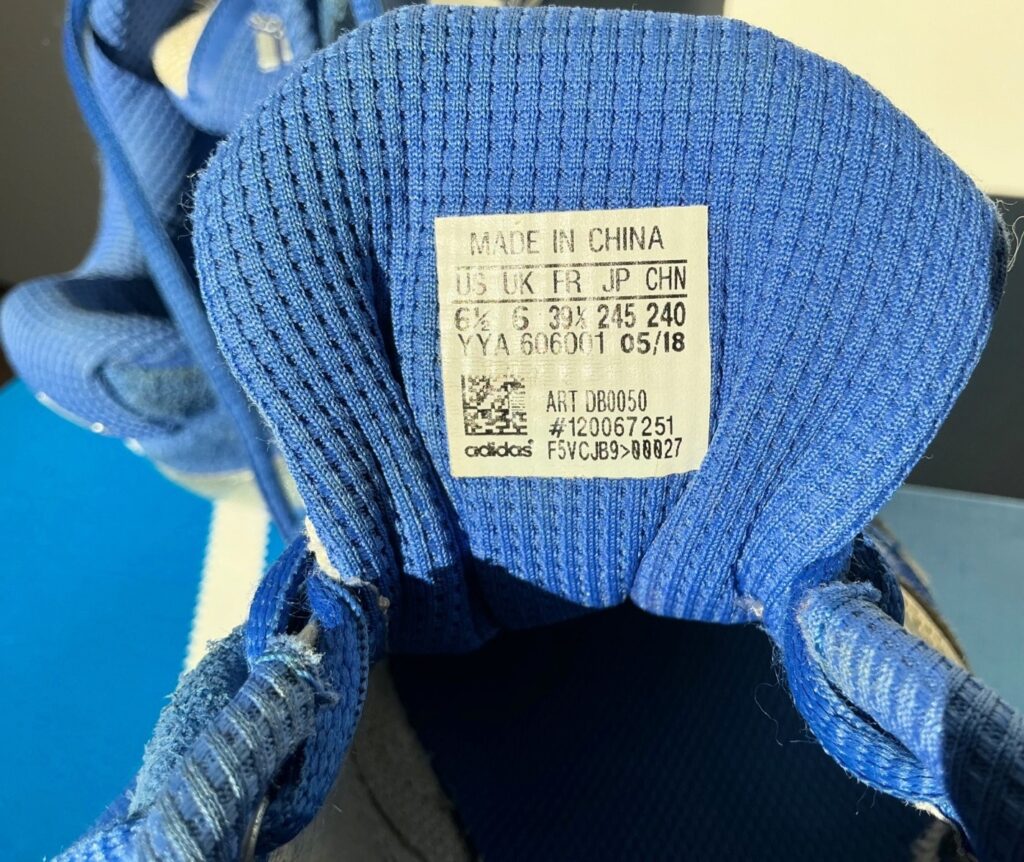 MADE IN CHINA
US UK FR JP CHN
6½ 6 39⅓ 245 240
YYA 606001 05/18
ART DB0050
#120067251
adidas® F5VCJB9>00027